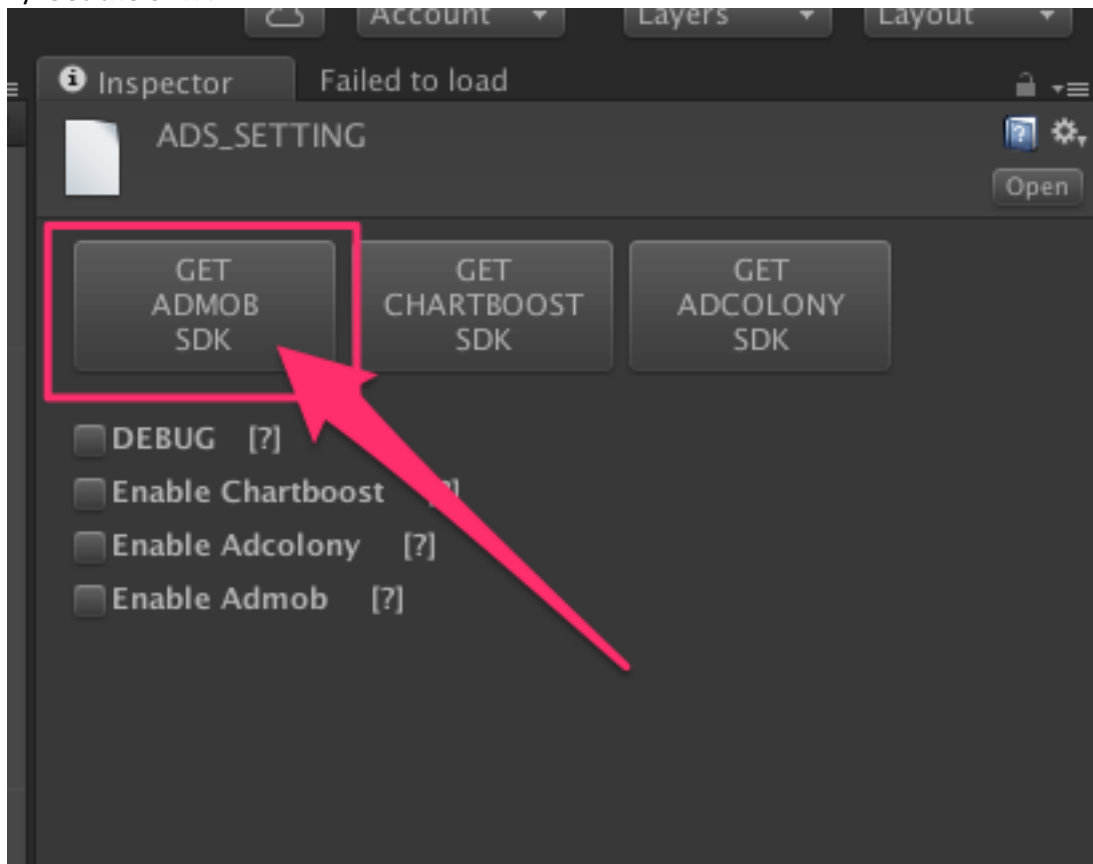 Account Layers Layout
Inspector Failed to load
ADS_SETTING
Open
GET
ADMOB
SDK
GET
CHARTBOOST
SDK
GET
ADCOLONY
SDK
DEBUG [?]
Enable Chartboost
Enable Adcolony [?]
Enable Admob [?]